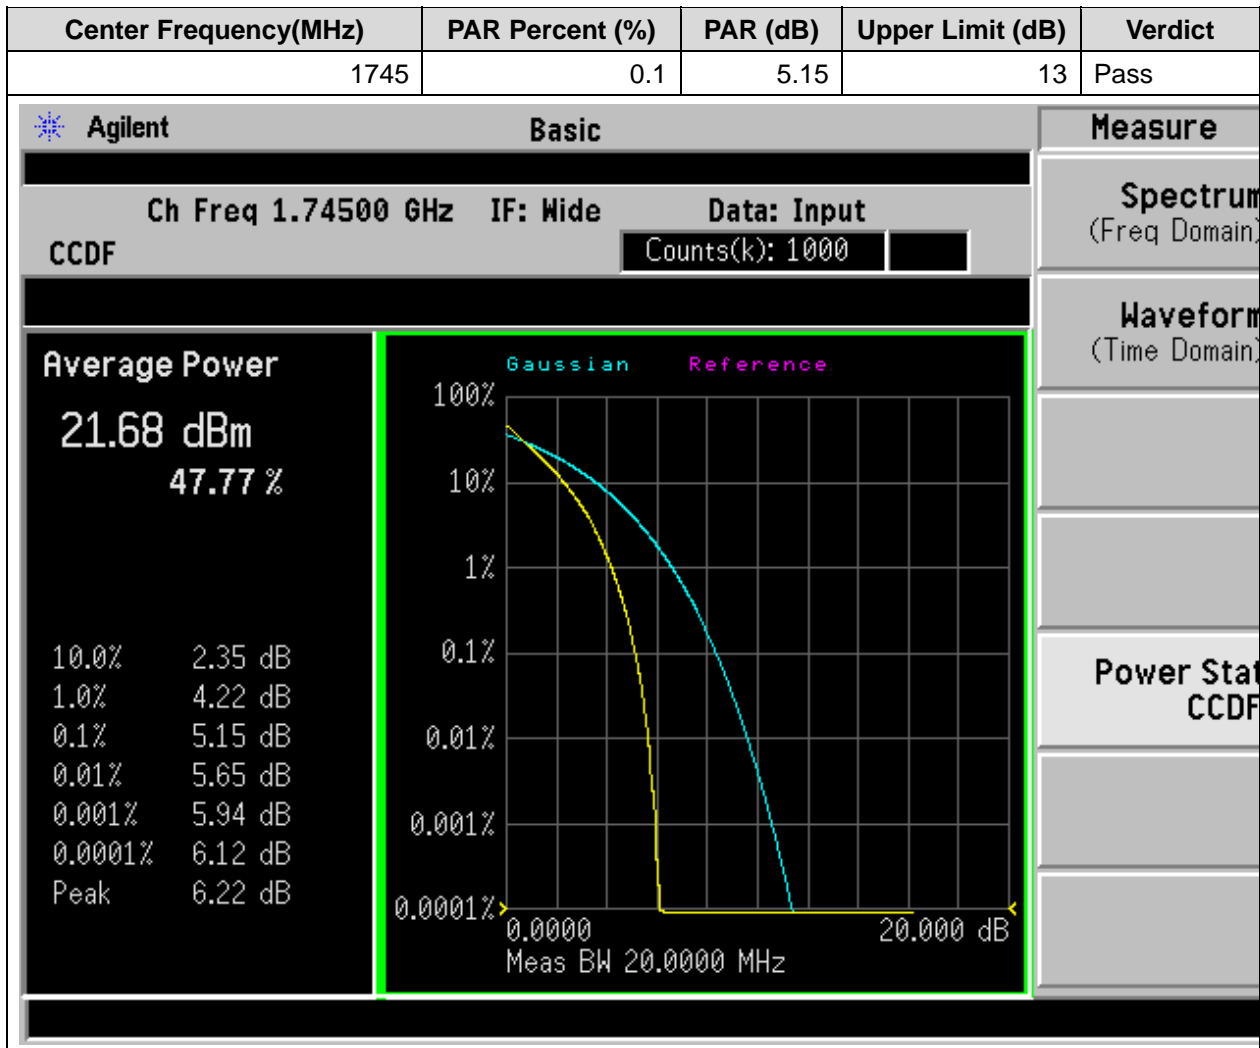 Center Frequency(MHz) PAR Percent (%) PAR (dB) Upper Limit (dB) Verdict
1745 0.1 5.15 13 Pass
Agilent Basic Measure
Ch Freq 1.74500 GHz IF: Wide Data: Input
CCDF Counts(k): 1000
Average Power
21.68 dBm
47.77 %
10.0% 2.35 dB
1.0% 4.22 dB
0.1% 5.15 dB
0.01% 5.65 dB
0.001% 5.94 dB
0.0001% 6.12 dB
Peak 6.22 dB
Gaussian Reference
100%
10%
1%
0.1%
0.01%
0.001%
0.0001%
0.0000 20.000 dB
Meas BW 20.0000 MHz
Spectrum
(Freq Domain)
Waveform
(Time Domain)
Power Stat
CCDF